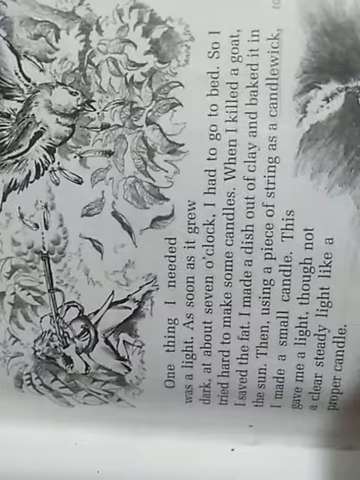 One thing I needed
was a light. As soon as it grew
dark, at about seven o'clock, I had to go to bed. So I
tried hard to make some candles. When I killed a goat,
I saved the fat. I made a dish out of clay and baked it in
the sun. Then, using a piece of string as a candlewick,
I made a small candle. This
gave me a light, though not
a clear steady light like a
proper candle.